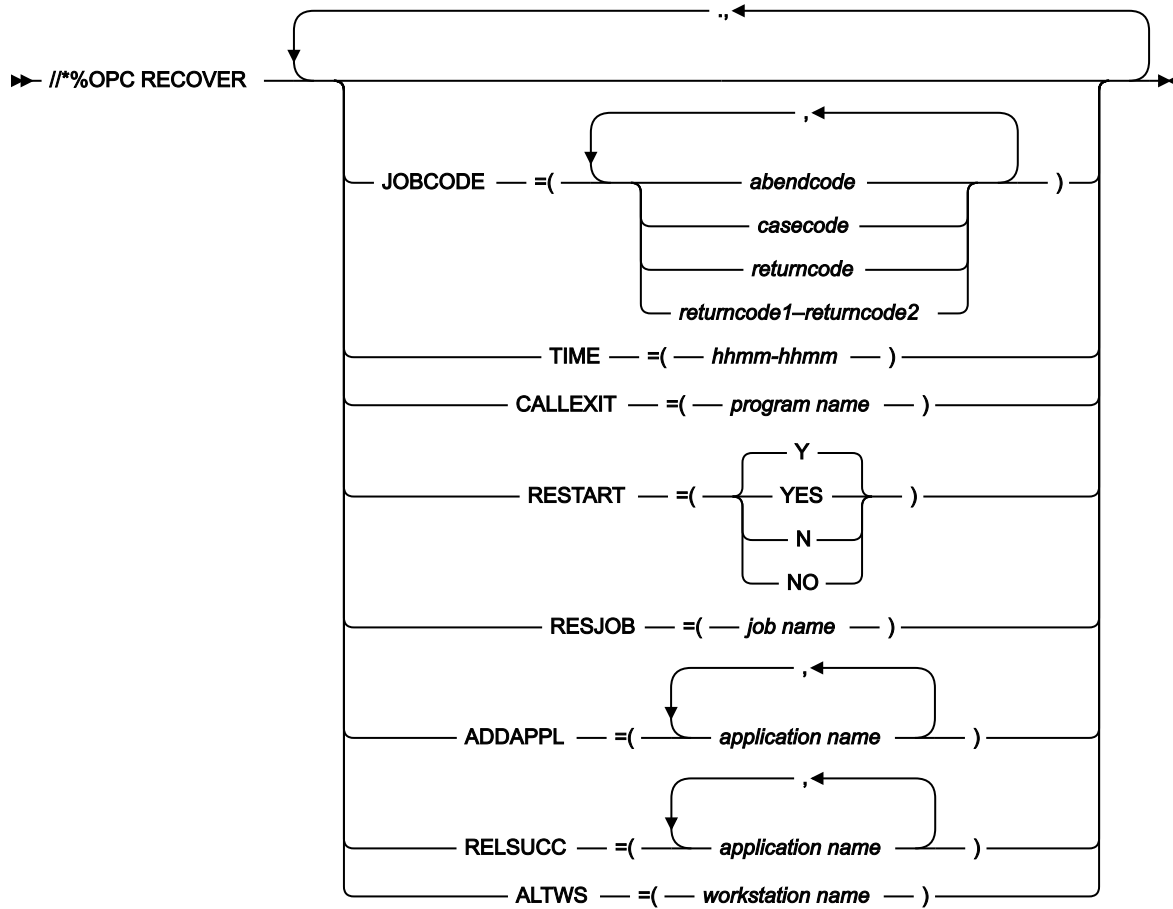 .,
//*%OPC RECOVER
,
JOBCODE =( abendcode )
casecode
returncode
returncode1–returncode2
TIME =( hhmm-hhmm )
CALLEXIT =( program name )
Y
RESTART =( YES )
N
NO
RESJOB =( job name )
,
ADDAPPL =( application name )
,
RELSUCC =( application name )
ALTWS =( workstation name )